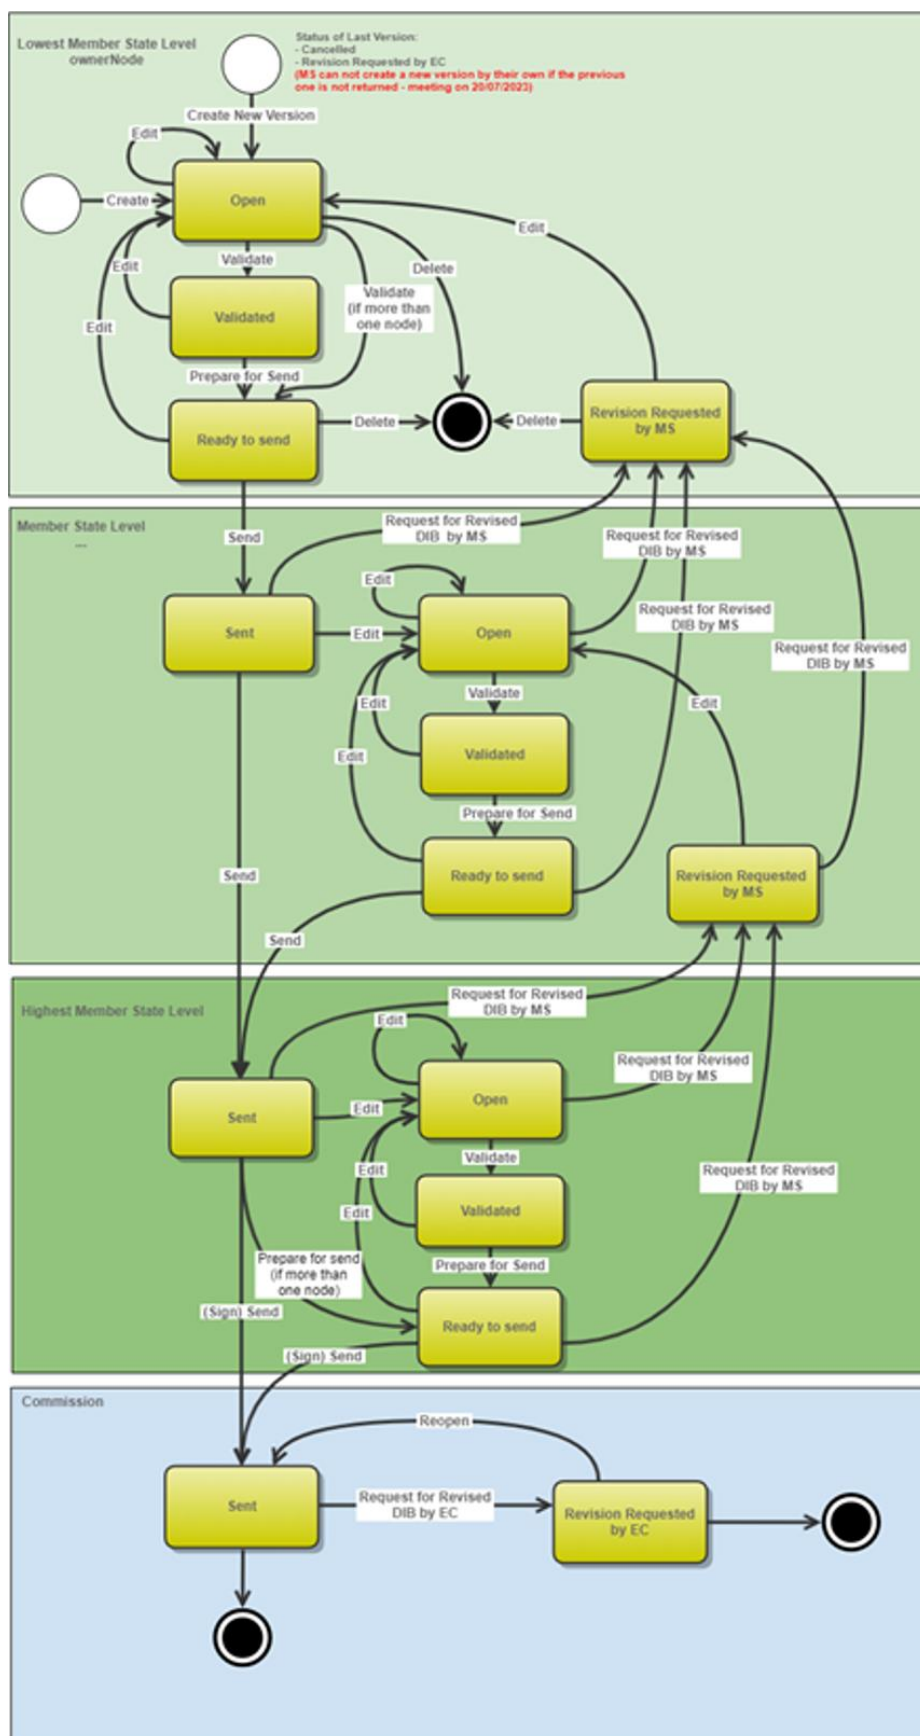 Lowest Member State Level
ownerNode
Status of Last Version:
- Cancelled
- Revision Requested by EC
(MS can not create a new version by their own if the previous
one is not returned - meeting on 20/07/2023)
Create New Version
Edit
Create
Open
Edit
Validate
Delete
Edit
Validated
Validate
(if more than
one node)
Edit
Prepare for Send
Ready to send
Delete
Delete
Revision Requested
by MS
Member State Level
...
Send
Request for Revised
DIB by MS
Request for Revised
DIB by MS
Edit
Request for Revised
DIB by MS
Sent
Edit
Open
Request for Revised
DIB by MS
Edit
Validate
Edit
Edit
Validated
Prepare for Send
Send
Ready to send
Revision Requested
by MS
Send
Highest Member State Level
Request for Revised
DIB by MS
Edit
Request for Revised
DIB by MS
Sent
Edit
Open
Edit
Validate
Request for Revised
DIB by MS
Edit
Validated
Prepare for send
(if more than
one node)
Prepare for Send
(Sign) Send
Ready to send
(Sign) Send
Commission
Reopen
Sent
Request for Revised
DIB by EC
Revision Requested
by EC